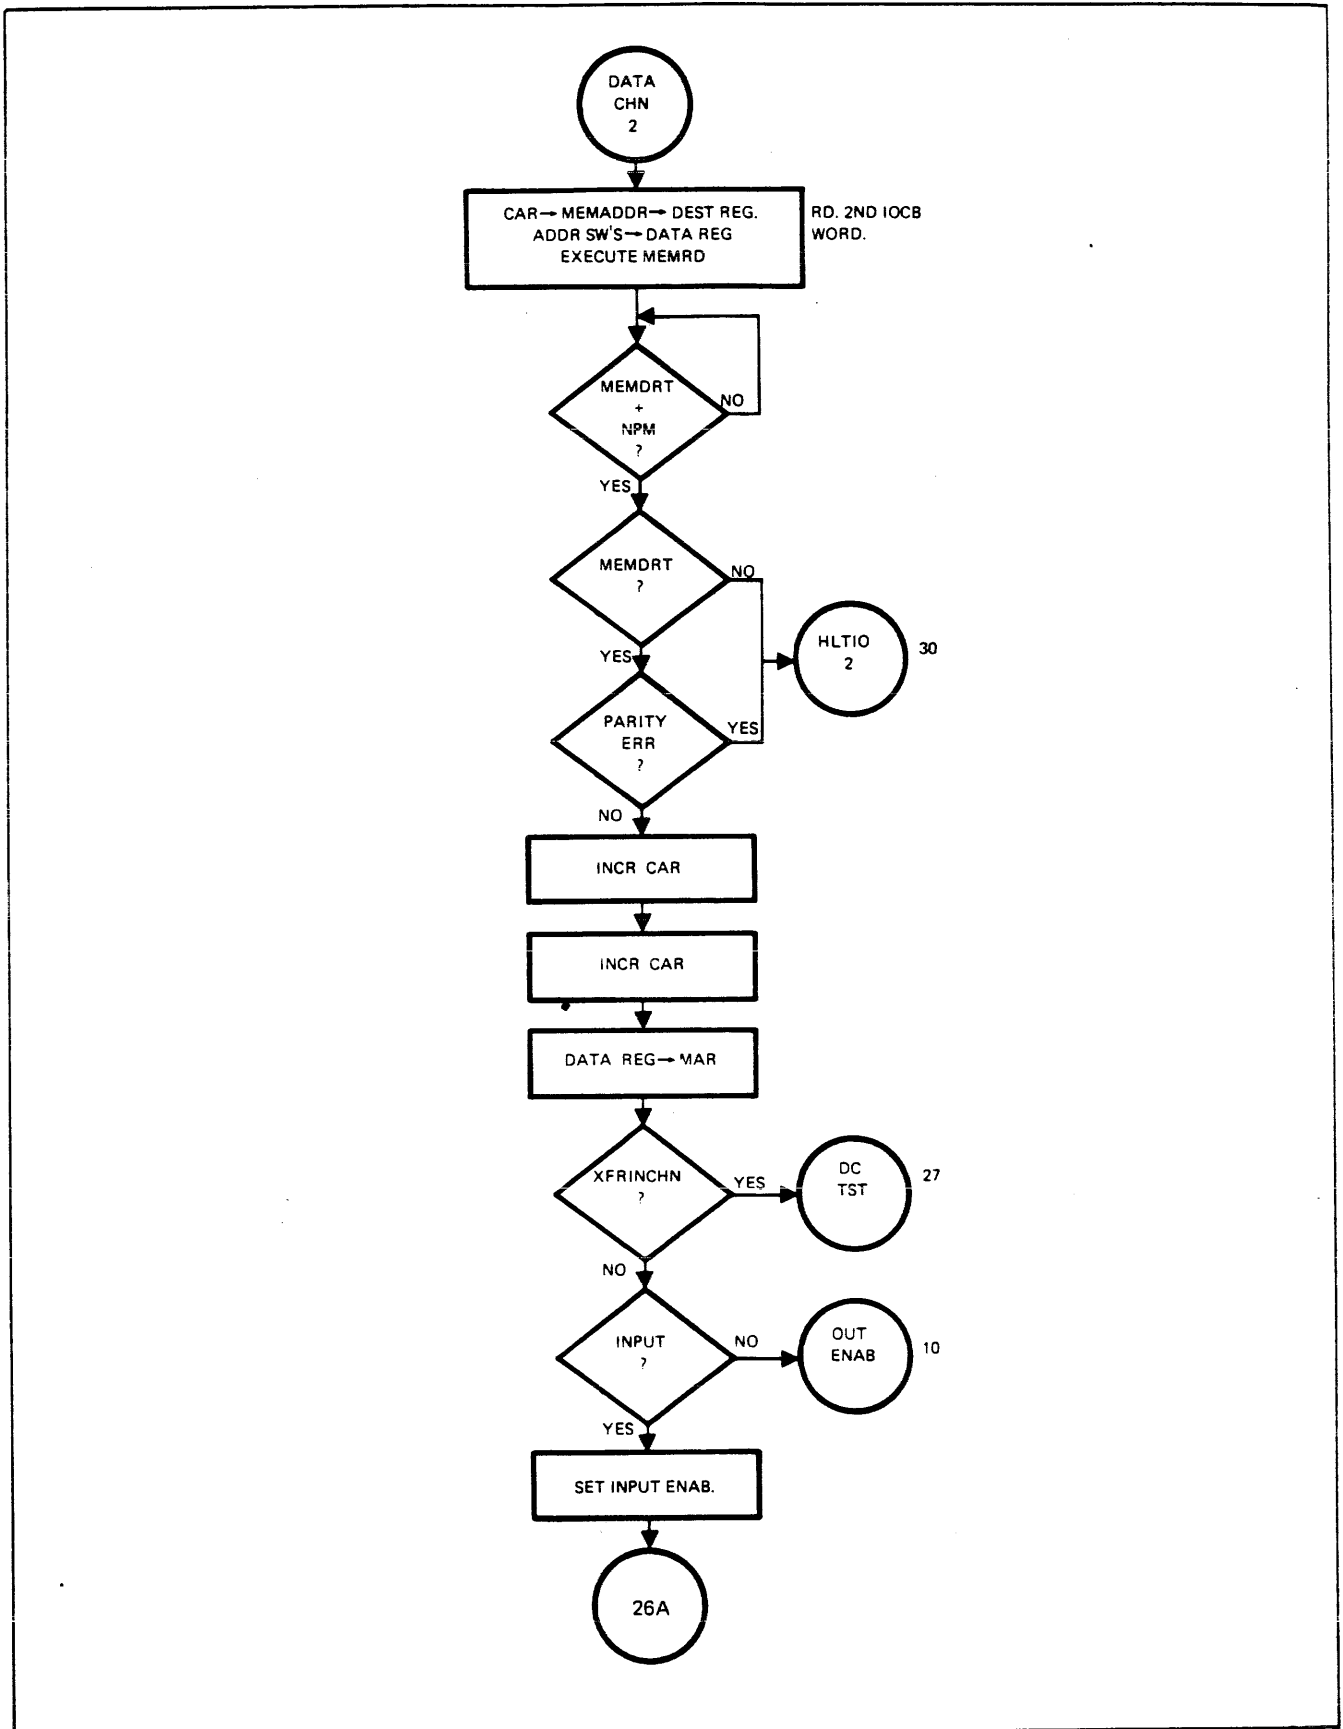 DATA
CHN
2
CAR→MEMADDR→DEST REG.
ADDR SW'S→DATA REG
EXECUTE MEMRD
RD. 2ND IOCB
WORD.
MEMDRT
+
NPM
?
NO
YES
MEMDRT
?
NO
YES
HLTIO
2
30
PARITY
ERR
?
YES
NO
INCR CAR
INCR CAR
DATA REG→MAR
XFRINCHN
?
YES
DC
TST
27
NO
INPUT
?
NO
OUT
ENAB
10
YES
SET INPUT ENAB.
26A